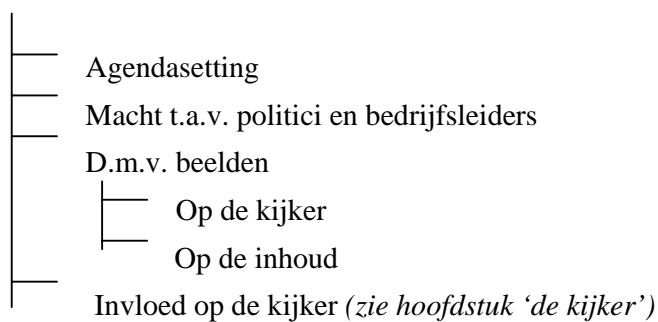 Agendasetting
Macht t.a.v. politici en bedrijfsleiders
D.m.v. beelden
Op de kijker
Op de inhoud
Invloed op de kijker (zie hoofdstuk ‘de kijker’)